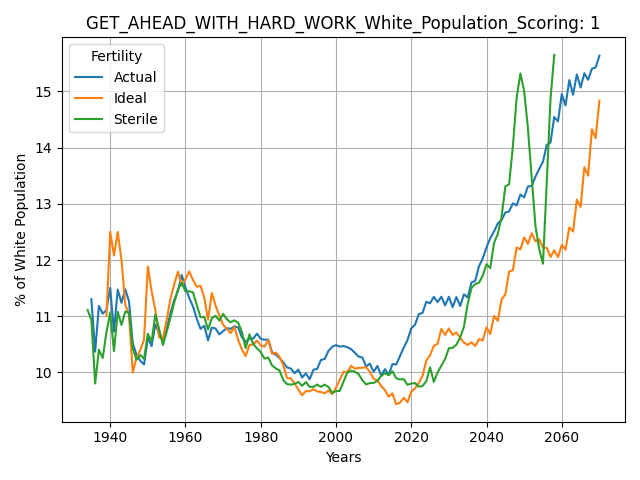 GET_AHEAD_WITH_HARD_WORK_White_Population_Scoring: 1
Fertility
Actual
Ideal
Sterile
% of White Population
15
14
13
12
11
10
1940 1960 1980 2000 2020 2040 2060
Years